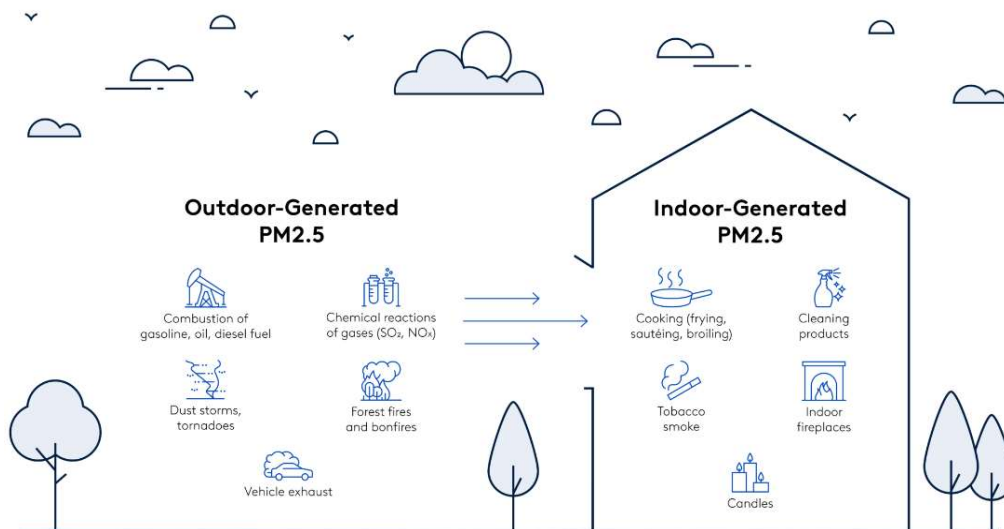 Outdoor-Generated
PM2.5
Combustion of
gasoline, oil, diesel fuel
Chemical reactions
of gases (SO₂, NOx)
Dust storms,
tornadoes
Forest fires
and bonfires
Vehicle exhaust
Indoor-Generated
PM2.5
Cooking (frying,
sautéing, broiling)
Cleaning
products
Tobacco
smoke
Indoor
fireplaces
Candles